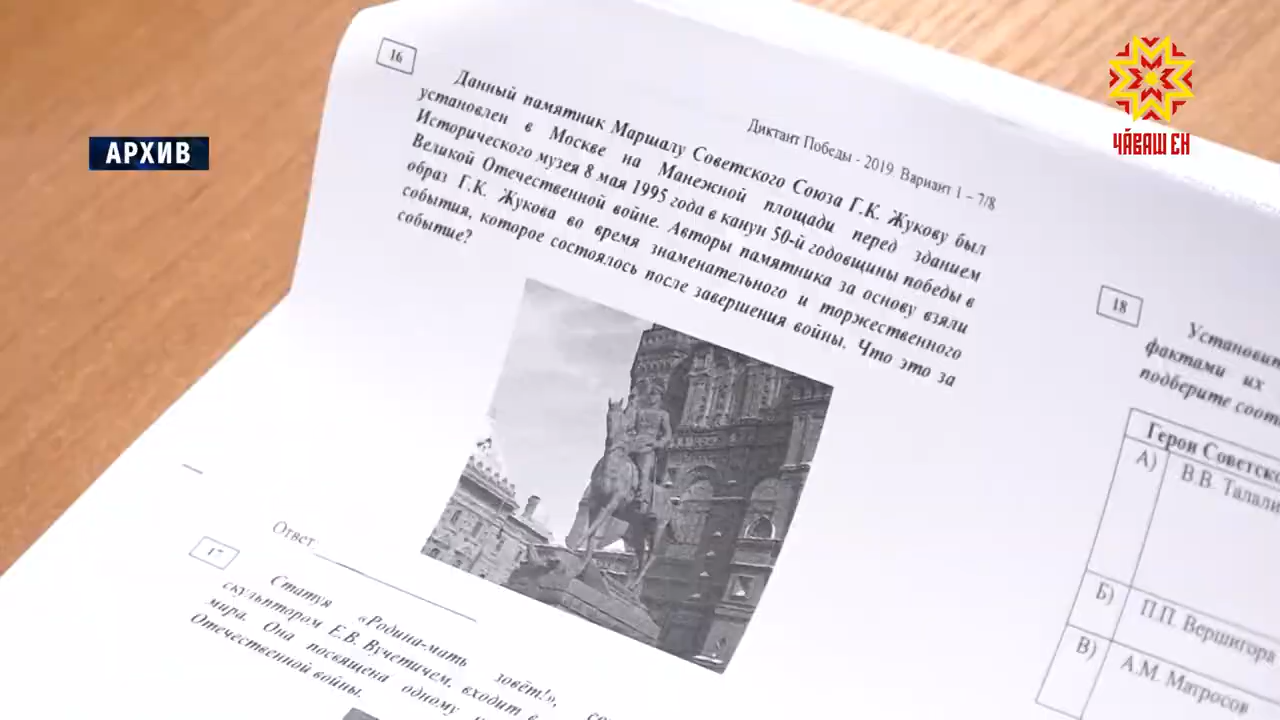 АРХИВ
ЧӐВАШ ЕН
Диктант Победы - 2019. Вариант 1 – 7/8
16
Данный памятник Маршалу Советского Союза Г.К. Жукову был
установлен в Москве на Манежной площади перед зданием
Исторического музея 8 мая 1995 года в канун 50-й годовщины победы в
Великой Отечественной войне. Авторы памятника за основу взяли
образ Г.К. Жукова во время знаменательного и торжественного
события, которое состоялось после завершения войны. Что это за
событие?
Ответ
17
Статуя «Родина-мать зовёт!»,
скульптором Е.В. Вучетичем, входит в
мира. Она посвящена одному
Отечественной войны.
18
Установит
фактами их
подберите соот
Герои Советско
А) В.В. Талали
Б) П.П. Вершигора
В) А.М. Матросов